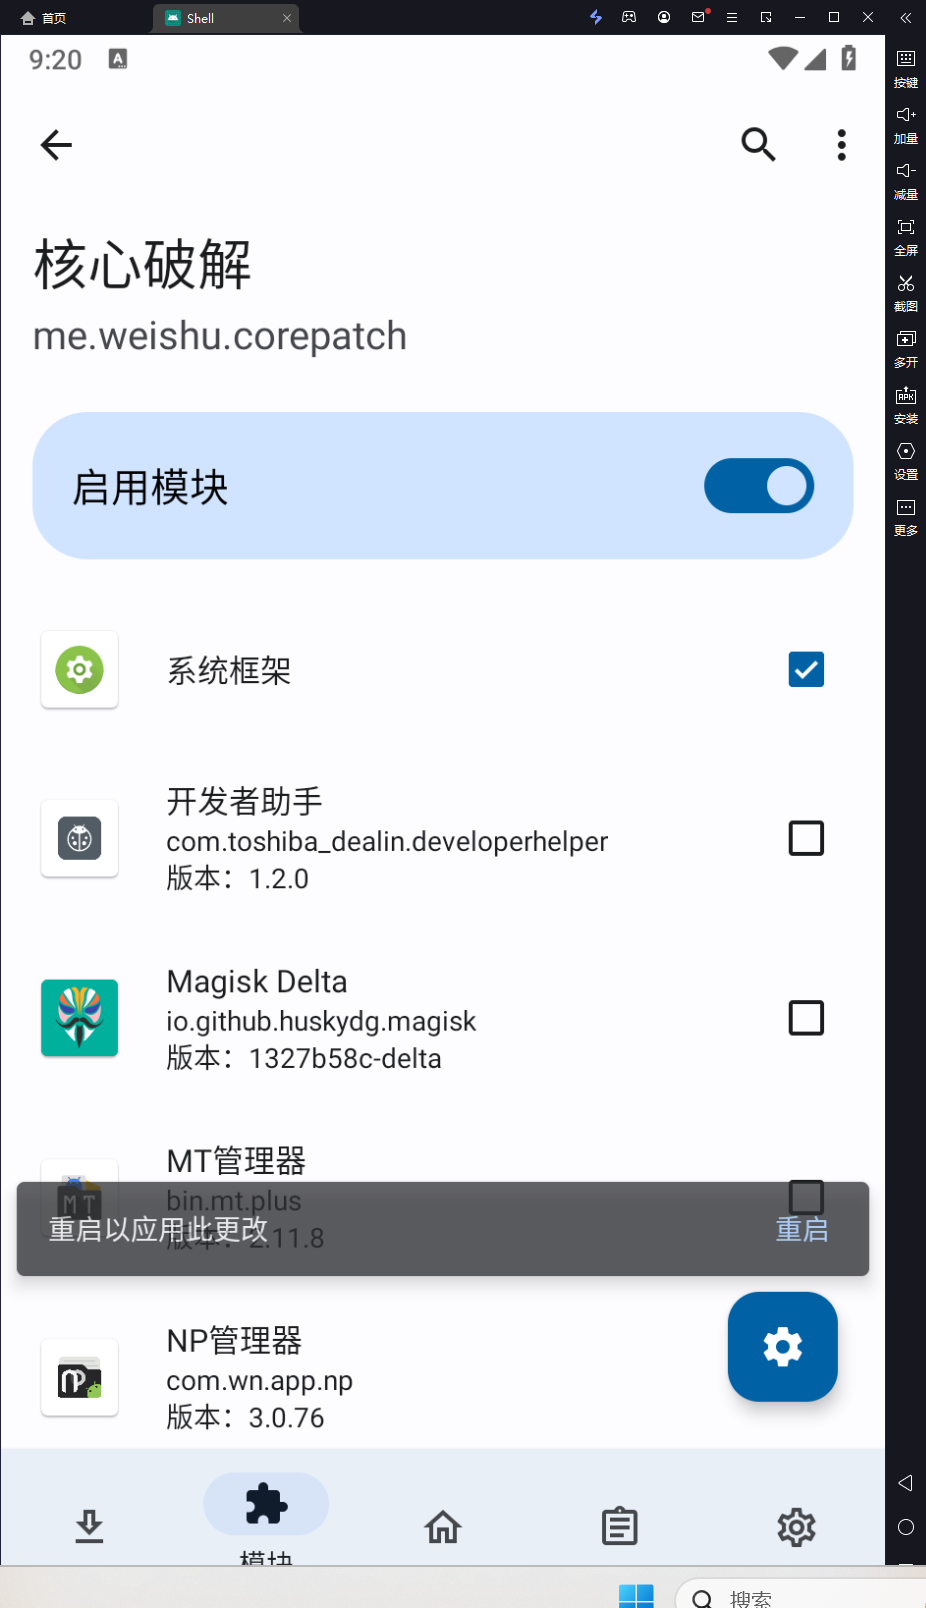 首页
Shell
9:20
A
按键
加量
减量
全屏
截图
多开
APK
安装
设置
更多
核心破解
me.weishu.corepatch
启用模块
系统框架
开发者助手
com.toshiba_dealin.developerhelper
版本：1.2.0
Magisk Delta
io.github.huskydg.magisk
版本：1327b58c-delta
MT管理器
MT
bin.mt.plus
版本：2.11.8
重启以应用此更改
重启
NP管理器
com.wn.app.np
版本：3.0.76
模块
搜索